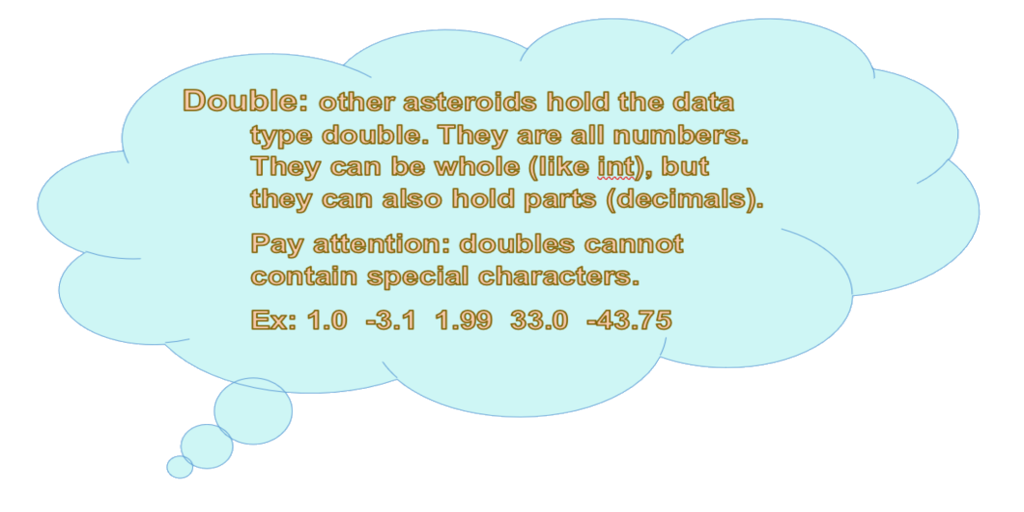 Double: other asteroids hold the data
type double. They are all numbers.
They can be whole (like int), but
they can also hold parts (decimals).
Pay attention: doubles cannot
contain special characters.
Ex: 1.0 -3.1 1.99 33.0 -43.75